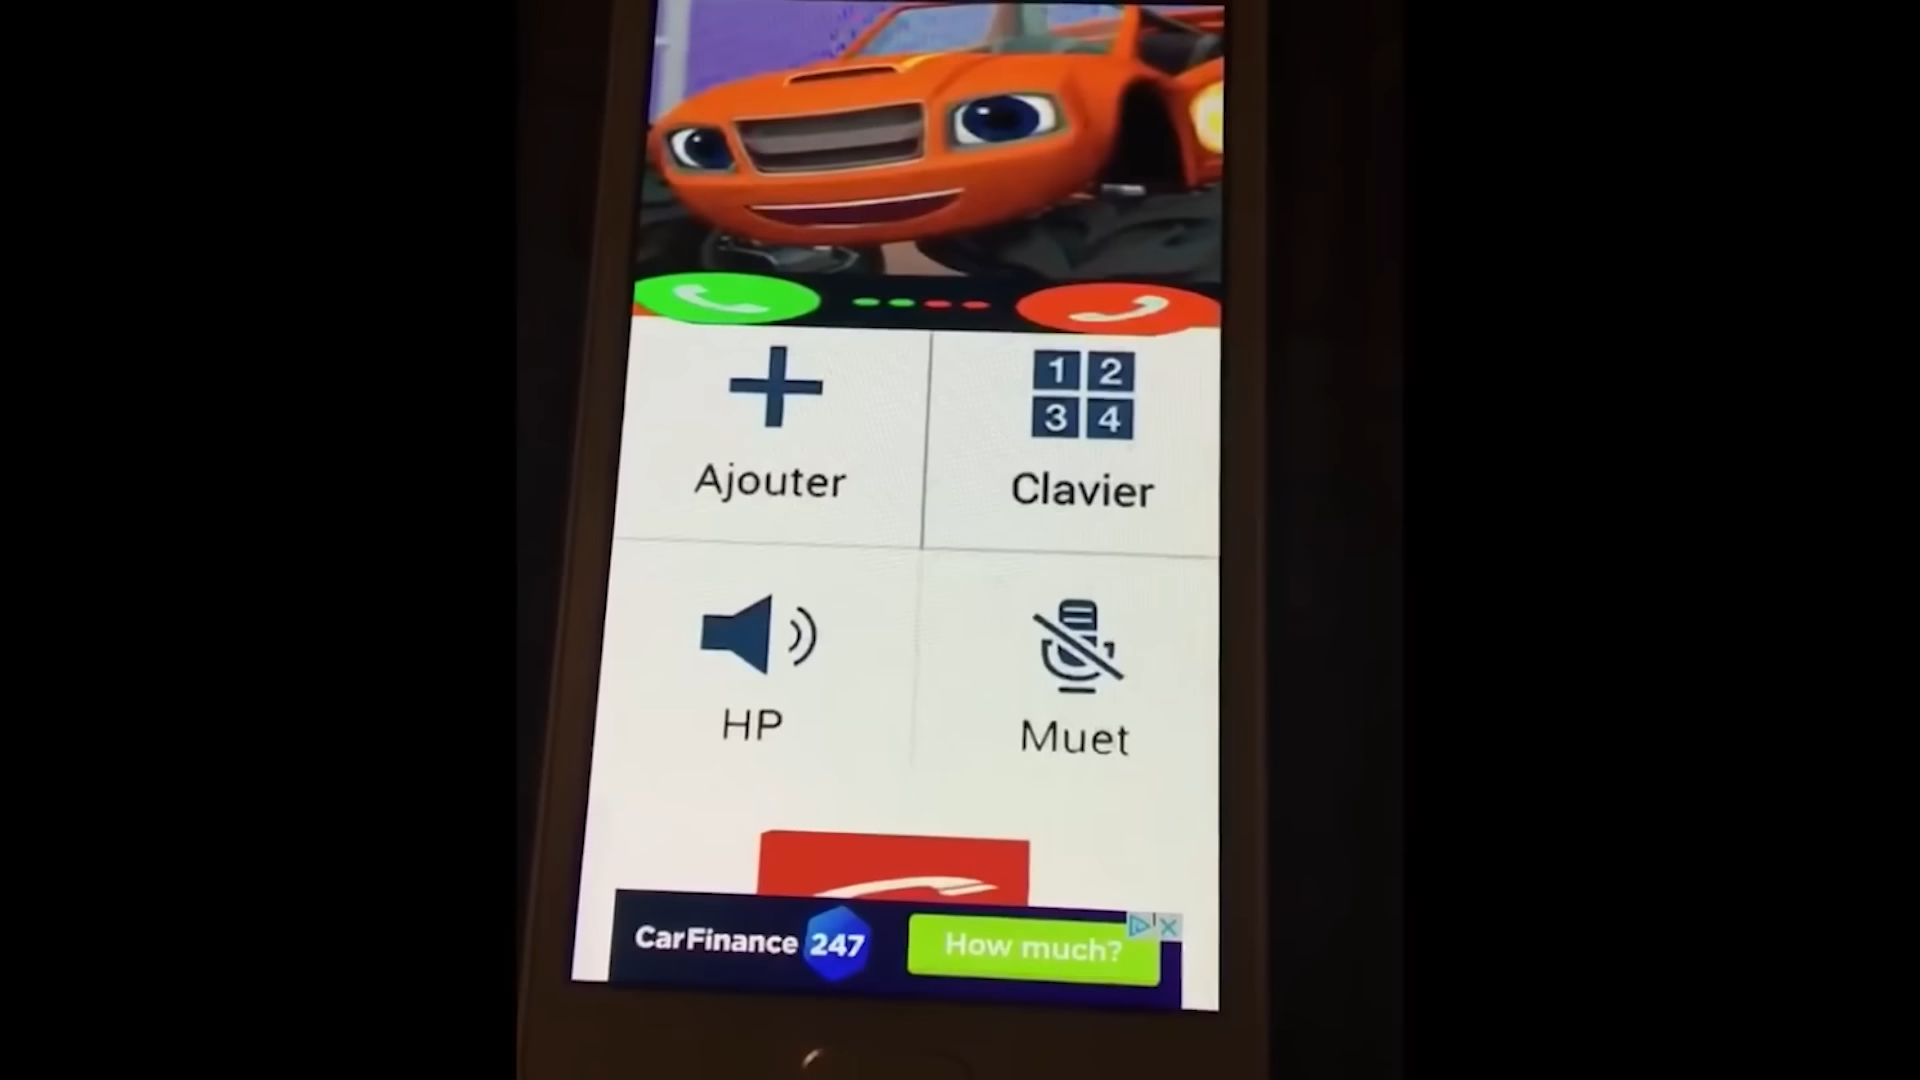 1 2
3 4
Ajouter
Clavier
HP
Muet
CarFinance 247
How much?